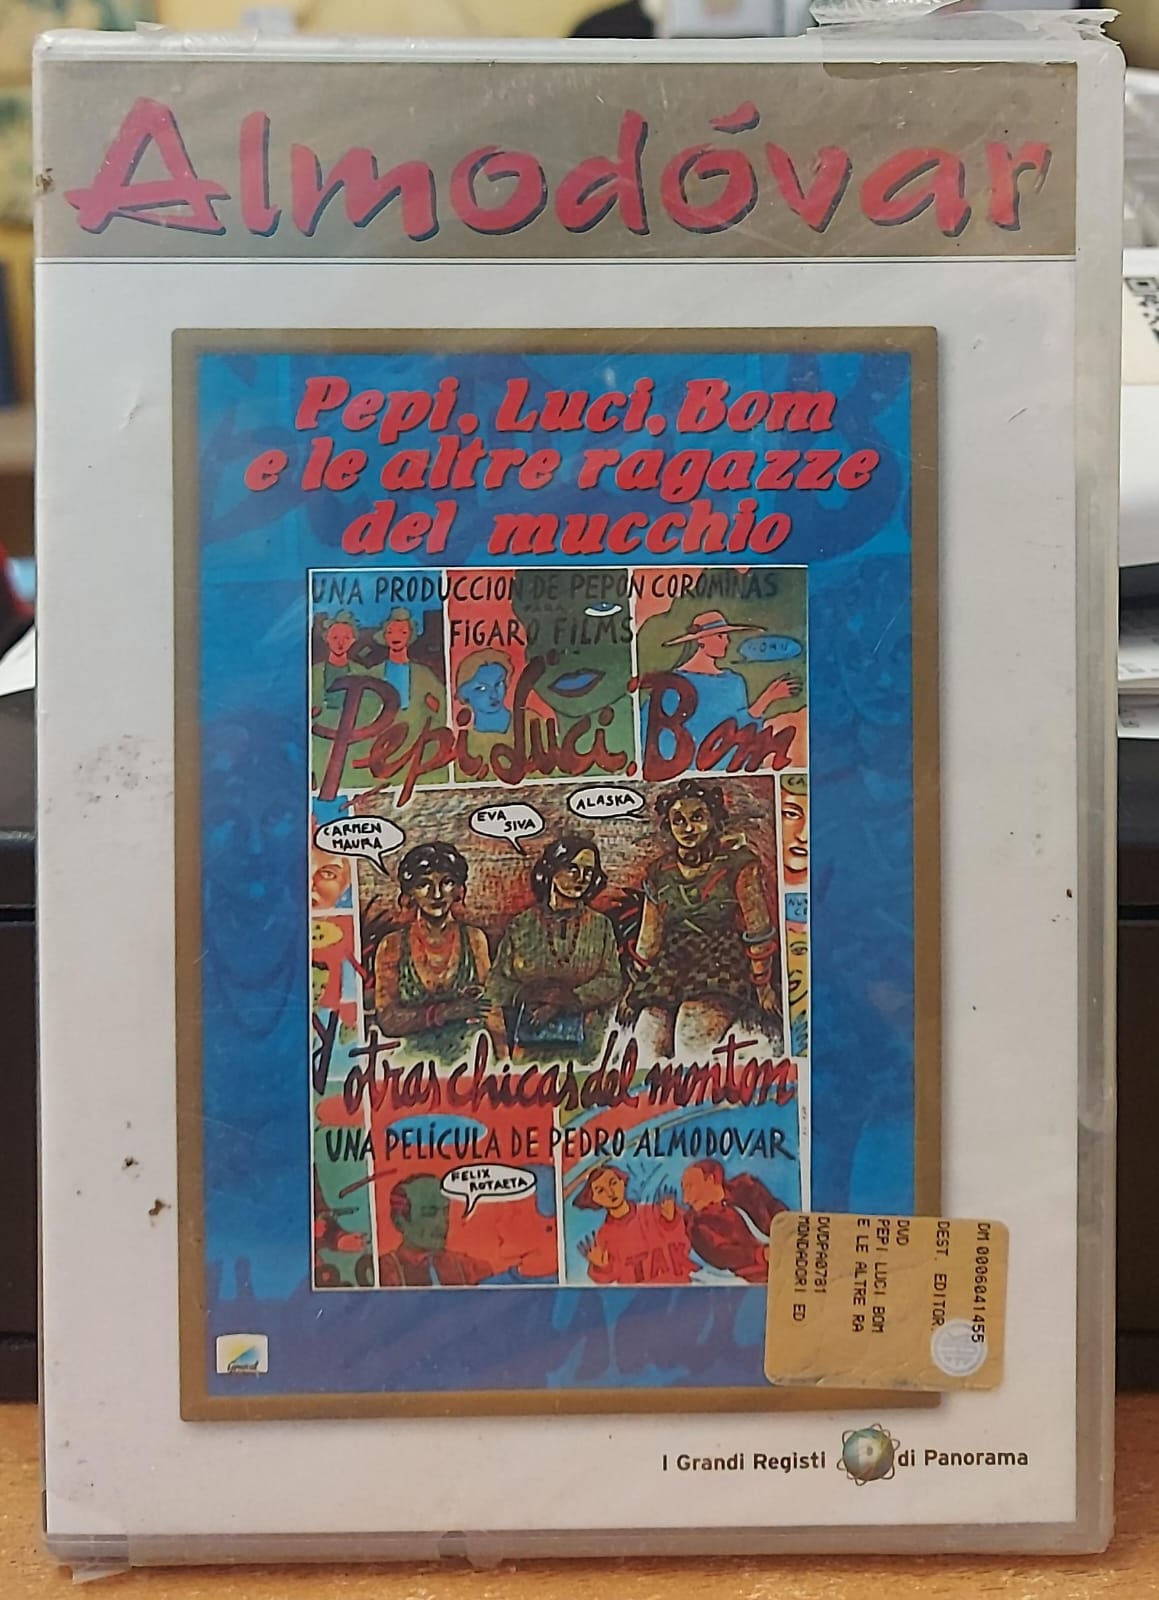 Almodóvar
Pepi, Luci, Bom
e le altre ragazze
del mucchio
UNA PRODUCCION DE PEPON COROMINAS
PARA
FIGARO FILMS
Pepi, Luci, Bom
CARMEN
MAURA
EVA
SIVA
ALASKA
y otras chicas del monton
UNA PELÍCULA DE PEDRO ALMODOVAR
FELIX
ROTAETA
TAK
DM 0006041455
DEST. EDITOR.
DVD
PEPI LUCI BOM
E LE ALTRE RA
DVDPA0781
MONDADORI ED
I Grandi Registi di Panorama